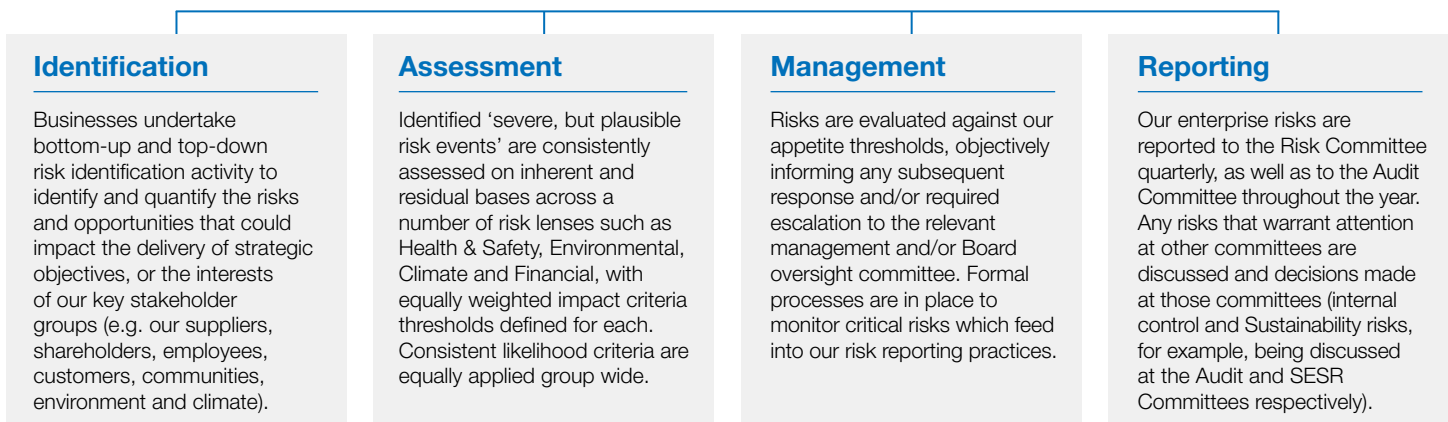 Identification
Businesses undertake
bottom-up and top-down
risk identification activity to
identify and quantify the risks
and opportunities that could
impact the delivery of strategic
objectives, or the interests
of our key stakeholder
groups (e.g. our suppliers,
shareholders, employees,
customers, communities,
environment and climate).
Assessment
Identified ‘severe, but plausible
risk events’ are consistently
assessed on inherent and
residual bases across a
number of risk lenses such as
Health & Safety, Environmental,
Climate and Financial, with
equally weighted impact criteria
thresholds defined for each.
Consistent likelihood criteria are
equally applied group wide.
Management
Risks are evaluated against our
appetite thresholds, objectively
informing any subsequent
response and/or required
escalation to the relevant
management and/or Board
oversight committee. Formal
processes are in place to
monitor critical risks which feed
into our risk reporting practices.
Reporting
Our enterprise risks are
reported to the Risk Committee
quarterly, as well as to the Audit
Committee throughout the year.
Any risks that warrant attention
at other committees are
discussed and decisions made
at those committees (internal
control and Sustainability risks,
for example, being discussed
at the Audit and SESR
Committees respectively).